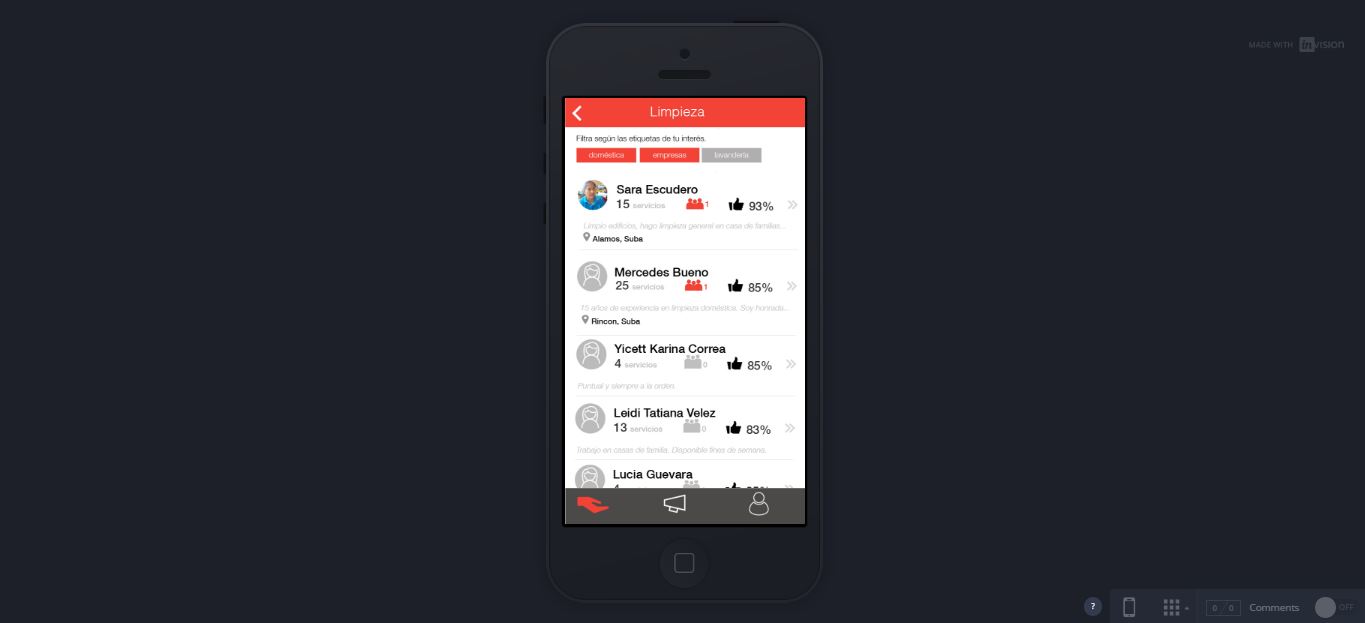 MADE WITH inVISION
Limpieza
Filtra según las etiquetas de tu interés.
doméstica empresas lavandería
Sara Escudero
15 servicios 1 93%
Limpio edificios, hago limpieza general en casa de familias...
Alamos, Suba
Mercedes Bueno
25 servicios 1 85%
15 años de experiencia en limpieza doméstica. Soy honrada...
Rincon, Suba
Yicett Karina Correa
4 servicios 0 85%
Puntual y siempre a la orden.
Leidi Tatiana Velez
13 servicios 0 83%
Trabajo en casas de familia. Disponible fines de semana.
Lucia Guevara
? 0 / 0 Comments OFF